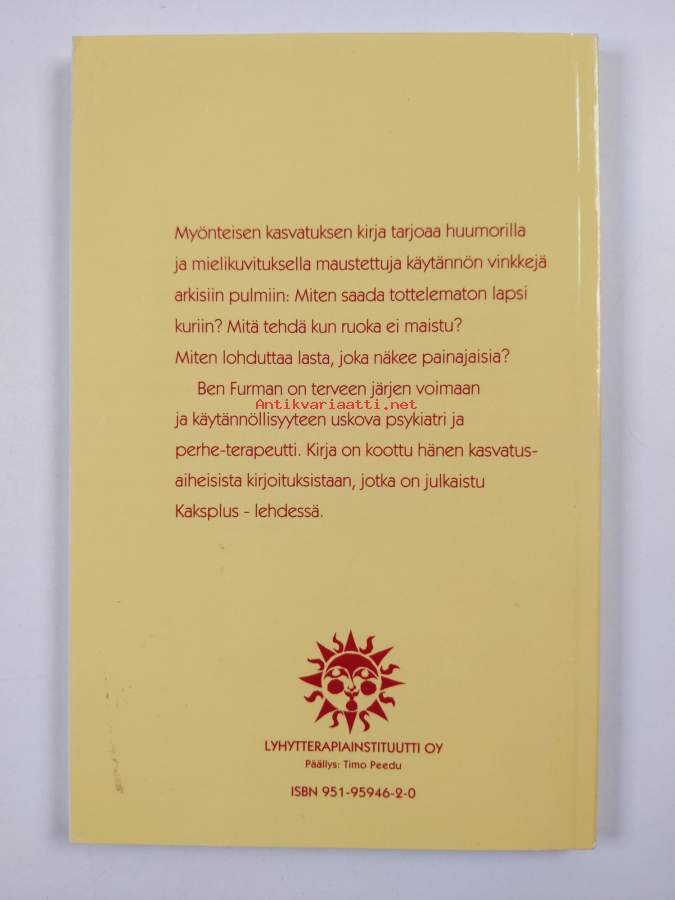 Myönteisen kasvatuksen kirja tarjoaa huumorilla
ja mielikuvituksella maustettuja käytännön vinkkejä
arkisiin pulmiin: Miten saada tottelematon lapsi
kuriin? Mitä tehdä kun ruoka ei maistu?
Miten lohduttaa lasta, joka näkee painajaisia?
Ben Furman on terveen järjen voimaan
Antikvariaatti.net
ja käytännöllisyyteen uskova psykiatri ja
perhe-terapeutti. Kirja on koottu hänen kasvatus-
aiheisista kirjoituksistaan, jotka on julkaistu
Kaksplus - lehdessä.
LYHYTTERAPIAINSTITUUTTI OY
Päällys: Timo Peedu
ISBN 951-95946-2-0